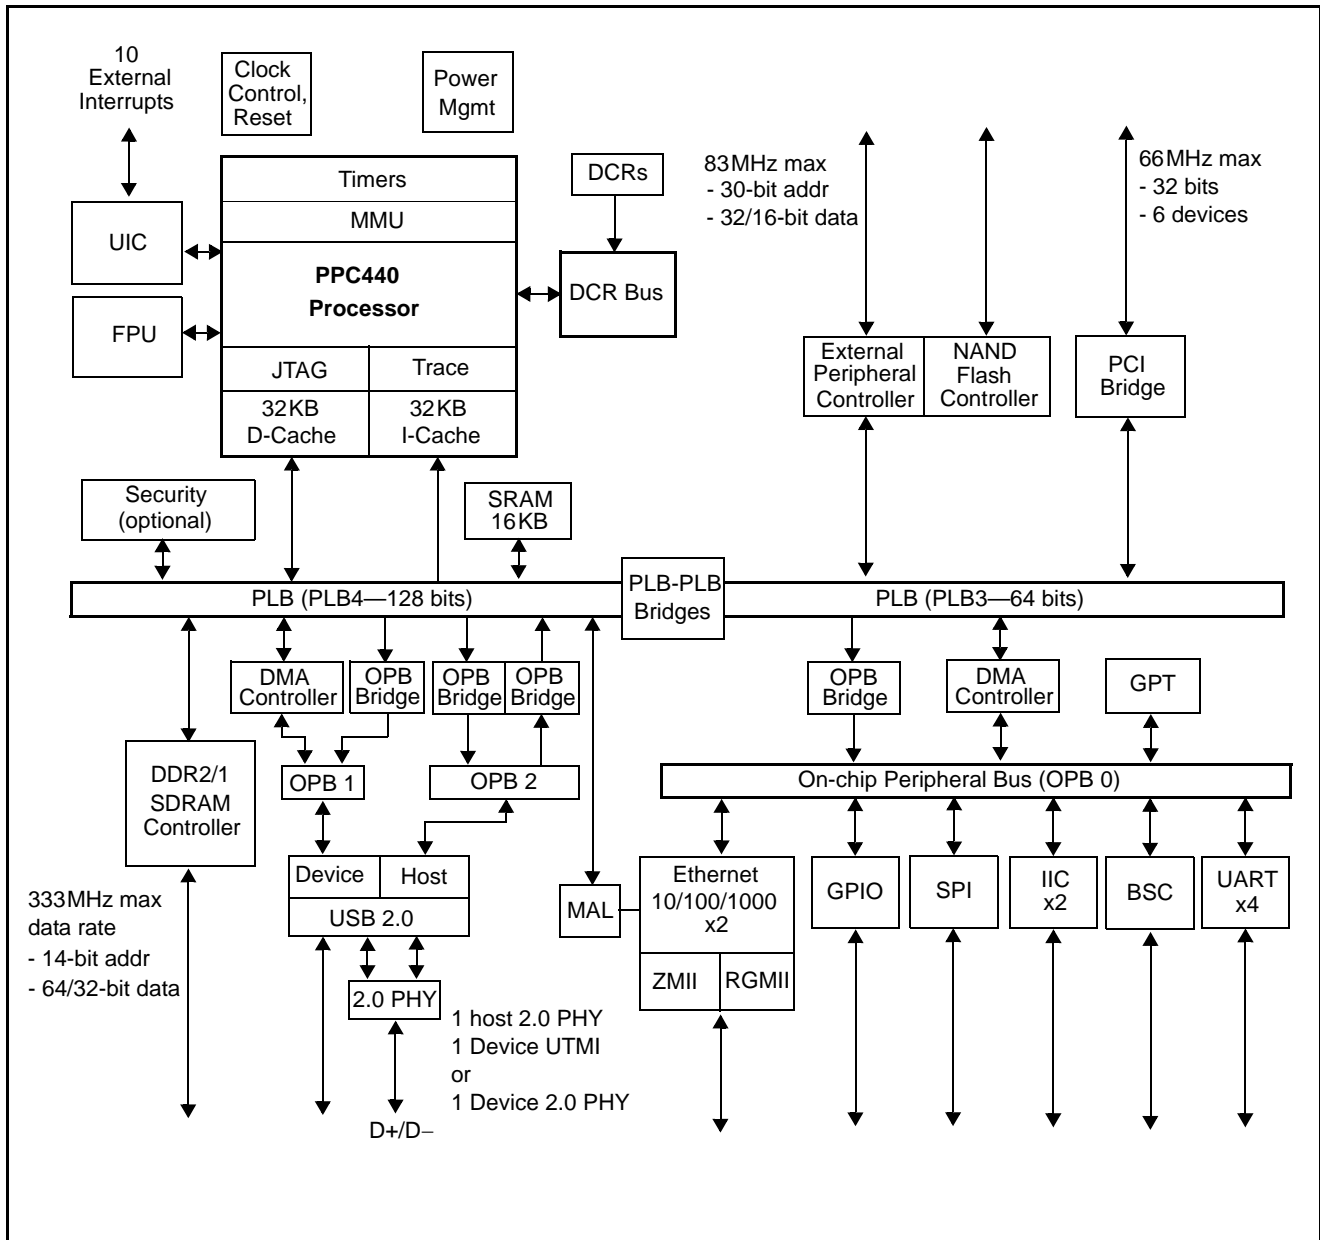 10
External
Interrupts
Clock
Control,
Reset
Power
Mgmt
Timers
MMU
PPC440
Processor
JTAG
Trace
32KB
D-Cache
32KB
I-Cache
UIC
FPU
DCRs
DCR Bus
83MHz max
- 30-bit addr
- 32/16-bit data
66MHz max
- 32 bits
- 6 devices
External
Peripheral
Controller
NAND
Flash
Controller
PCI
Bridge
Security
(optional)
SRAM
16KB
PLB (PLB4—128 bits)
PLB-PLB
Bridges
PLB (PLB3—64 bits)
DMA
Controller
OPB
Bridge
OPB
Bridge
OPB
Bridge
OPB
Bridge
DMA
Controller
GPT
DDR2/1
SDRAM
Controller
OPB 1
OPB 2
On-chip Peripheral Bus (OPB 0)
Device
Host
USB 2.0
MAL
Ethernet
10/100/1000
x2
ZMII
RGMII
GPIO
SPI
IIC
x2
BSC
UART
x4
333MHz max
data rate
- 14-bit addr
- 64/32-bit data
2.0 PHY
1 host 2.0 PHY
1 Device UTMI
or
1 Device 2.0 PHY
D+/D−